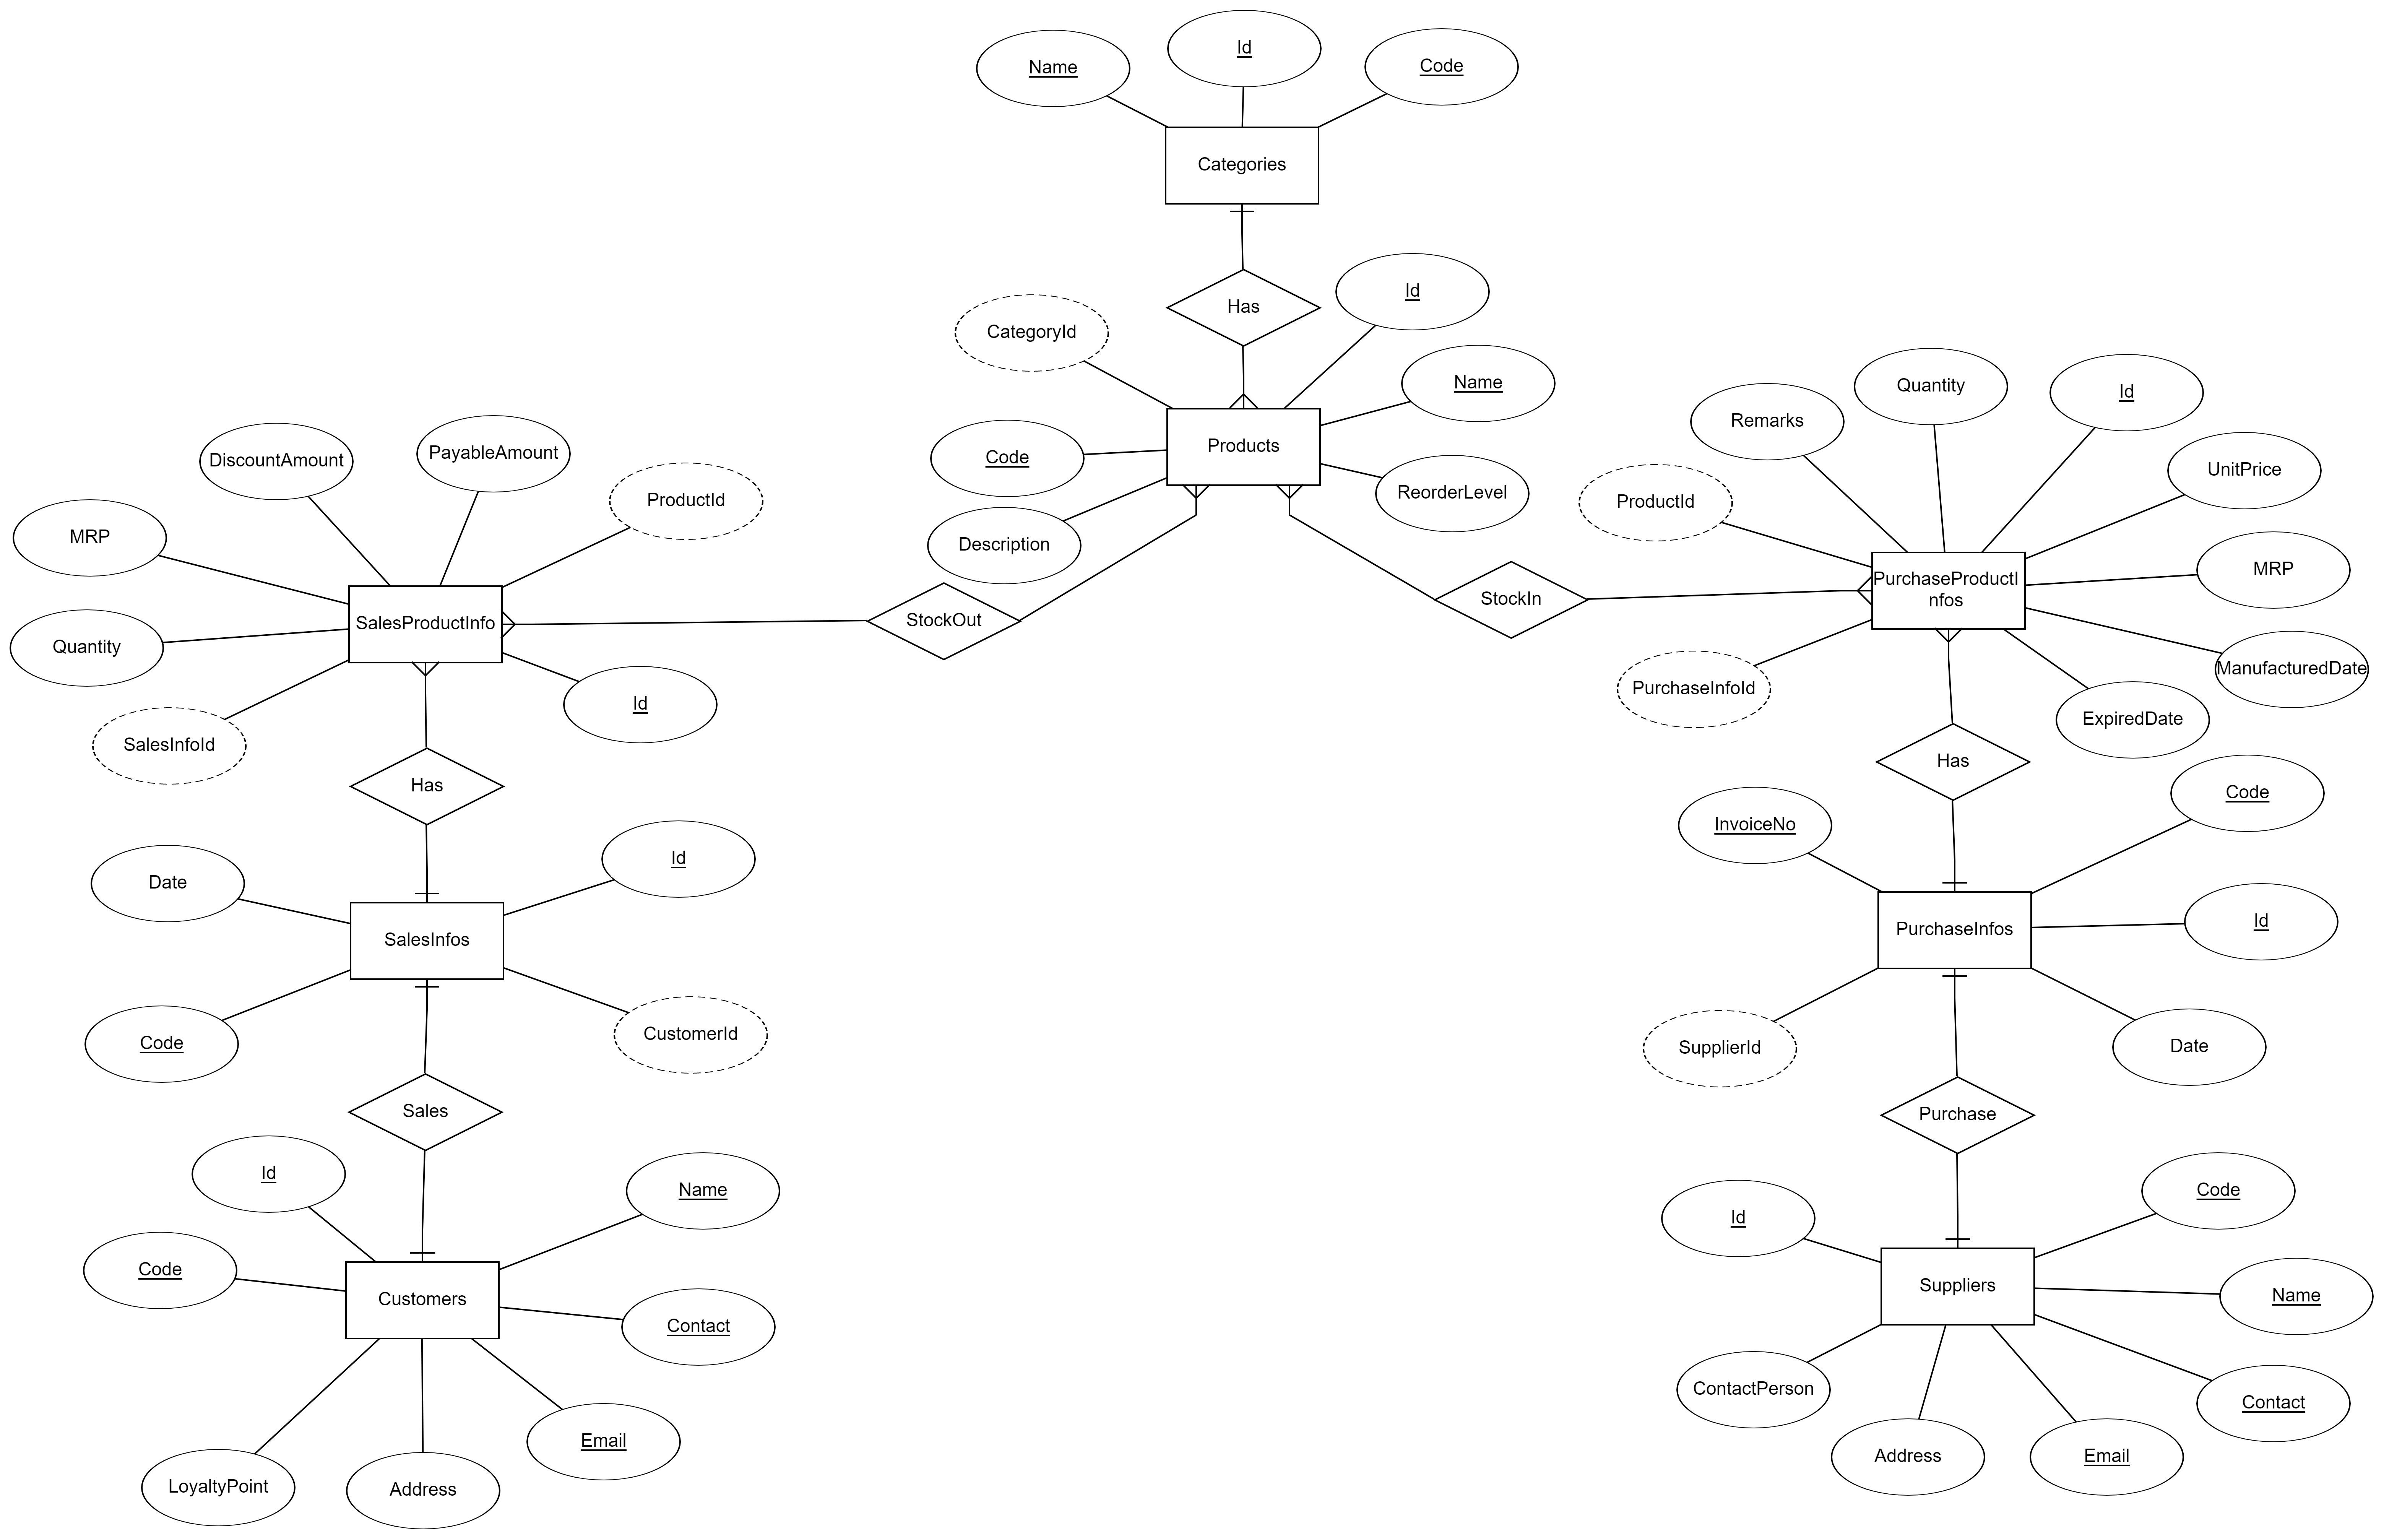 Id
Name
Code
Categories
Has
Id
CategoryId
Name
Products
Code
ReorderLevel
Description
StockOut
StockIn
DiscountAmount
PayableAmount
ProductId
MRP
SalesProductInfo
Quantity
Id
SalesInfoId
Has
Date
Id
SalesInfos
CustomerId
Code
Sales
Id
Name
Code
Customers
Contact
Email
LoyaltyPoint
Address
Quantity
Id
Remarks
UnitPrice
ProductId
MRP
PurchaseProductI
nfos
ManufacturedDate
PurchaseInfoId
ExpiredDate
Has
Code
InvoiceNo
Id
PurchaseInfos
SupplierId
Date
Purchase
Code
Id
Suppliers
Name
ContactPerson
Contact
Address
Email